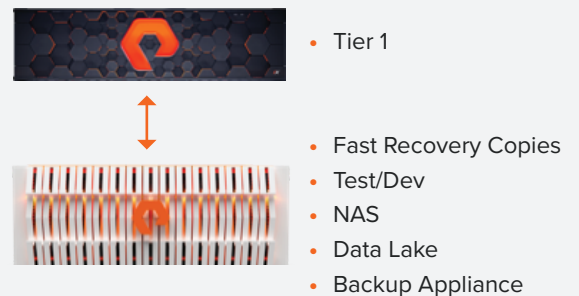 • Tier 1
• Fast Recovery Copies
• Test/Dev
• NAS
• Data Lake
• Backup Appliance